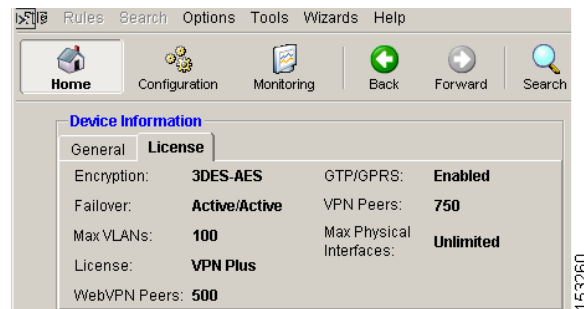 Rules Search Options Tools Wizards Help
Home Configuration Monitoring Back Forward Search
Device Information
General License
Encryption: 3DES-AES GTP/GPRS: Enabled
Failover: Active/Active VPN Peers: 750
Max VLANs: 100 Max Physical Interfaces: Unlimited
License: VPN Plus
WebVPN Peers: 500
153260